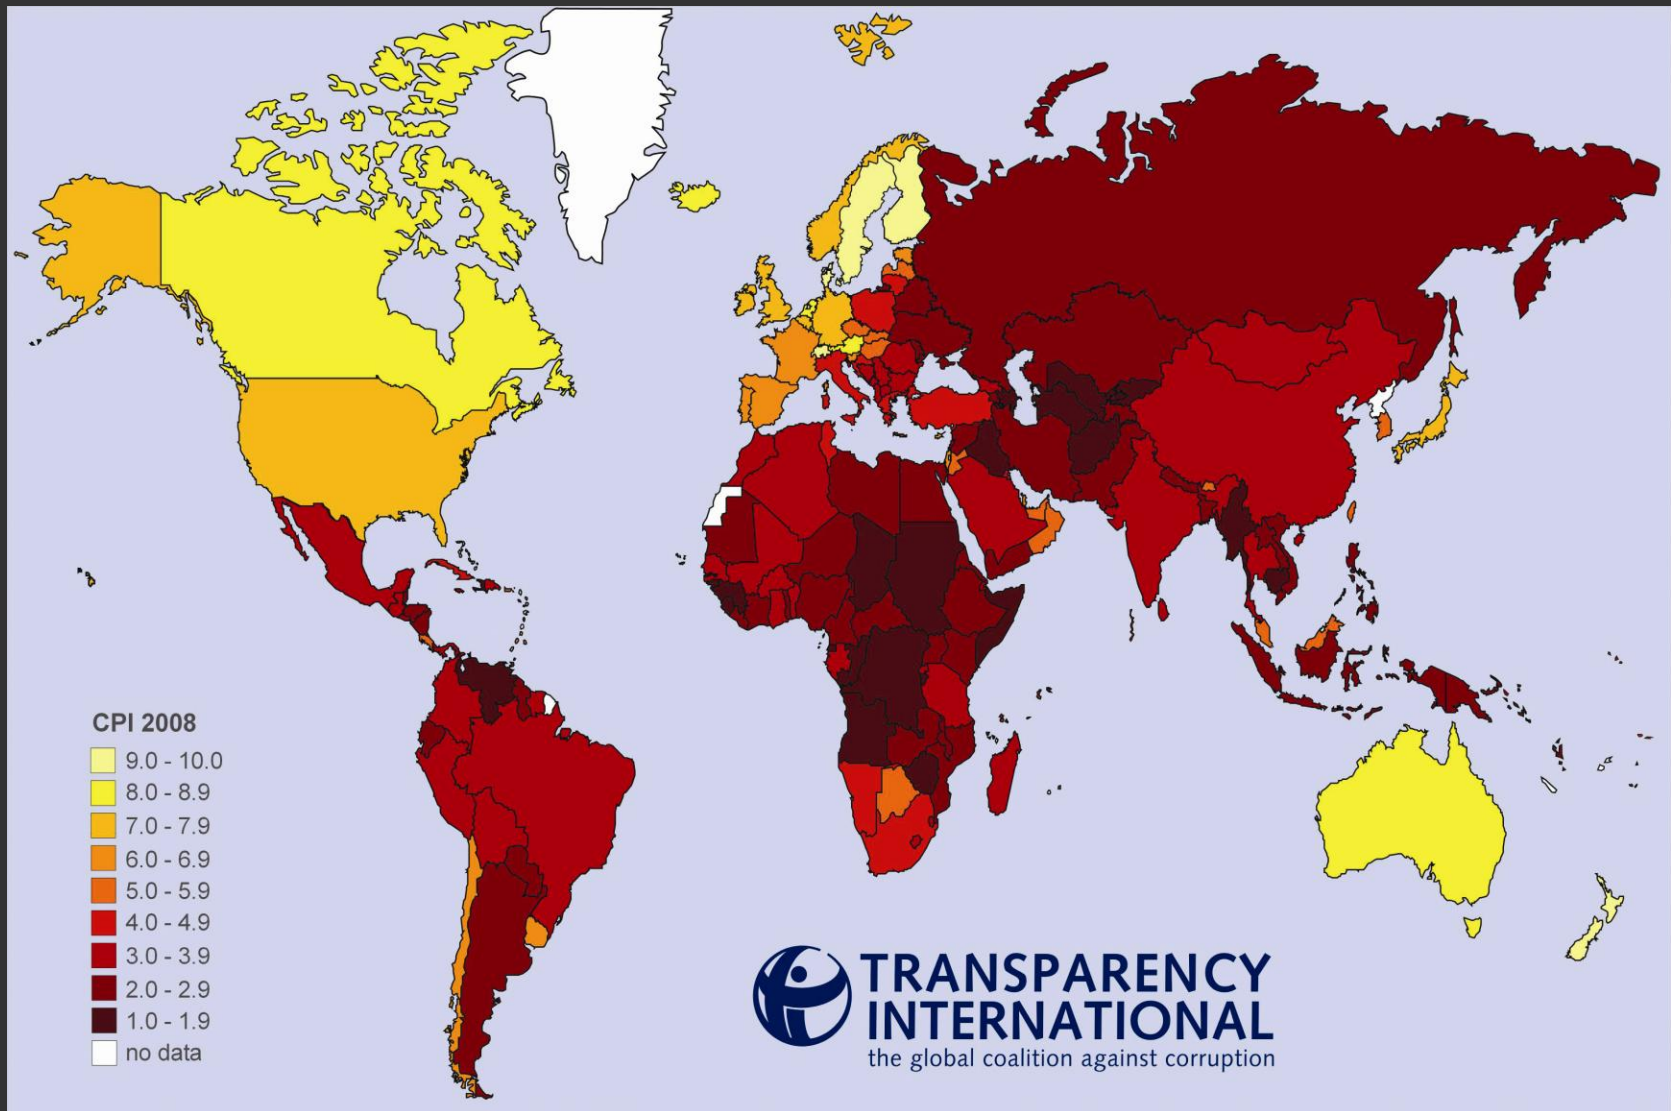 CPI 2008
9.0 - 10.0
8.0 - 8.9
7.0 - 7.9
6.0 - 6.9
5.0 - 5.9
4.0 - 4.9
3.0 - 3.9
2.0 - 2.9
1.0 - 1.9
no data
TRANSPARENCY
INTERNATIONAL
the global coalition against corruption